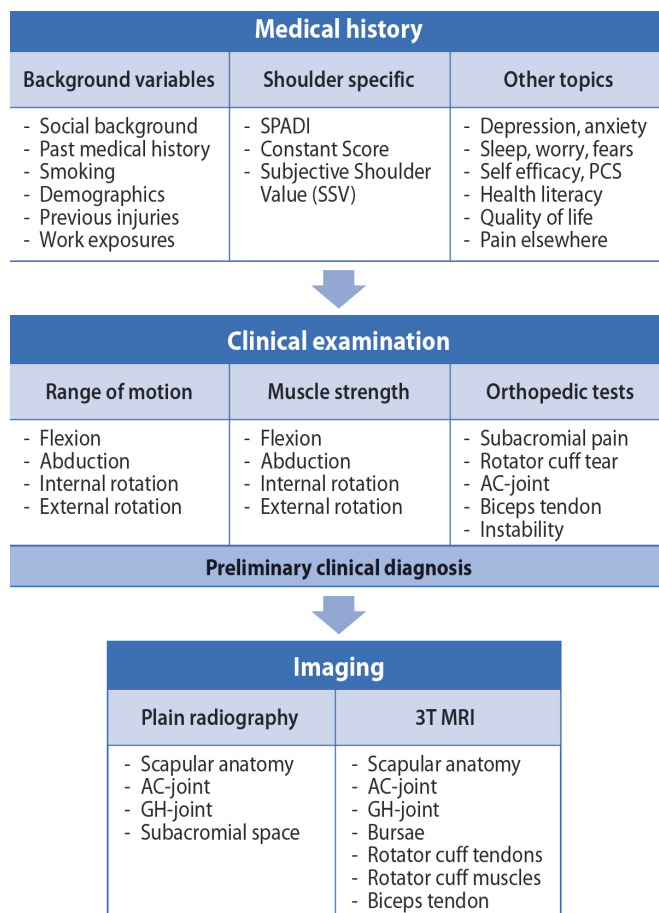 Medical history
Background variables
- Social background
- Past medical history
- Smoking
- Demographics
- Previous injuries
- Work exposures
Shoulder specific
- SPADI
- Constant Score
- Subjective Shoulder
Value (SSV)
Other topics
- Depression, anxiety
- Sleep, worry, fears
- Self efficacy, PCS
- Health literacy
- Quality of life
- Pain elsewhere
Clinical examination
Range of motion
- Flexion
- Abduction
- Internal rotation
- External rotation
Muscle strength
- Flexion
- Abduction
- Internal rotation
- External rotation
Orthopedic tests
- Subacromial pain
- Rotator cuff tear
- AC-joint
- Biceps tendon
- Instability
Preliminary clinical diagnosis
Imaging
Plain radiography
- Scapular anatomy
- AC-joint
- GH-joint
- Subacromial space
3T MRI
- Scapular anatomy
- AC-joint
- GH-joint
- Bursae
- Rotator cuff tendons
- Rotator cuff muscles
- Biceps tendon